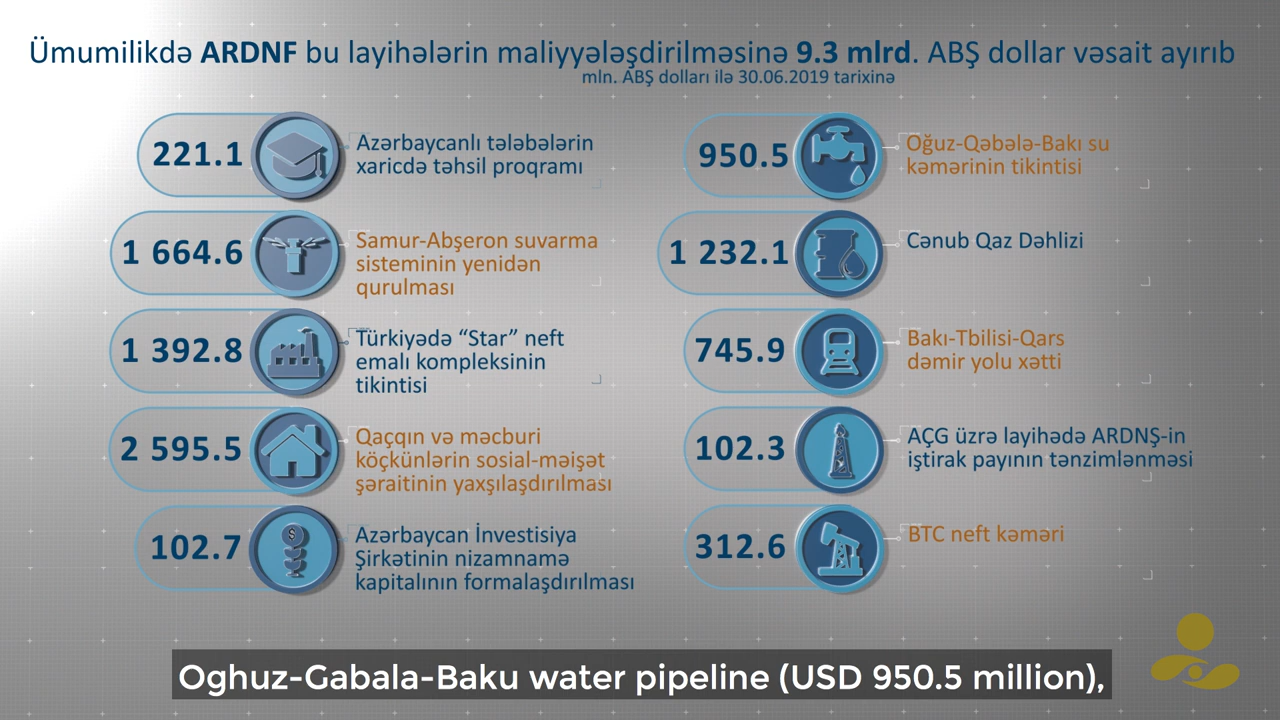 Ümumilikdə ARDNF bu layihələrin maliyyələşdirilməsinə 9.3 mlrd. ABŞ dollar vəsait ayırıb
mln. ABŞ dolları ilə 30.06.2019 tarixinə
221.1
Azərbaycanlı tələbələrin
xaricdə təhsil proqramı
1 664.6
Samur-Abşeron suvarma
sisteminin yenidən
qurulması
1 392.8
Türkiyədə “Star” neft
emalı kompleksinin
tikintisi
2 595.5
Qaçqın və məcburi
köçkünlərin sosial-məişət
şəraitinin yaxşılaşdırılması
102.7
$
Azərbaycan İnvestisiya
Şirkətinin nizamnamə
kapitalının formalaşdırılması
950.5
Oğuz-Qəbələ-Bakı su
kəmərinin tikintisi
1 232.1
Cənub Qaz Dəhlizi
745.9
Bakı-Tbilisi-Qars
dəmir yolu xətti
102.3
AÇG üzrə layihədə ARDNŞ-in
iştirak payının tənzimlənməsi
312.6
BTC neft kəməri
Oghuz-Gabala-Baku water pipeline (USD 950.5 million),